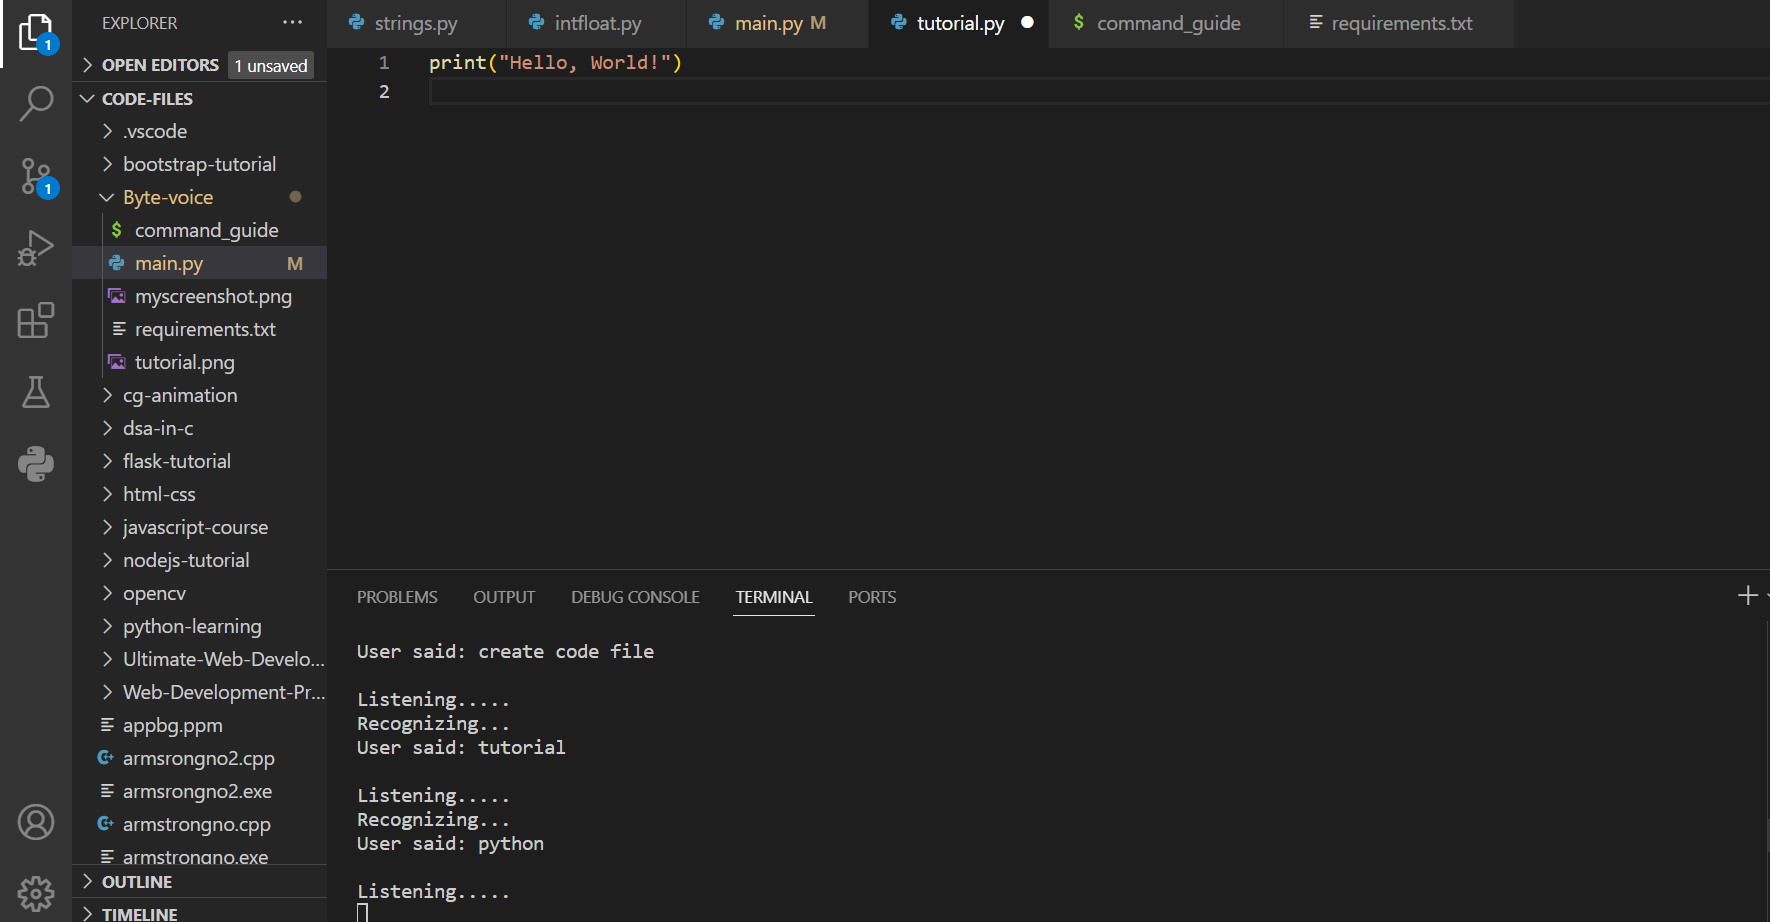 EXPLORER
OPEN EDITORS 1 unsaved
CODE-FILES
.vscode
bootstrap-tutorial
Byte-voice
$ command_guide
main.py M
myscreenshot.png
requirements.txt
tutorial.png
cg-animation
dsa-in-c
flask-tutorial
html-css
javascript-course
nodejs-tutorial
opencv
python-learning
Ultimate-Web-Develo...
Web-Development-Pr...
appbg.ppm
armsrongno2.cpp
armsrongno2.exe
armstrongno.cpp
armstrongno.exe
OUTLINE
TIMELINE
1
1
strings.py intfloat.py main.py M tutorial.py $ command_guide requirements.txt
1 print("Hello, World!")
2
PROBLEMS OUTPUT DEBUG CONSOLE TERMINAL PORTS
User said: create code file
Listening.....
Recognizing...
User said: tutorial
Listening.....
Recognizing...
User said: python
Listening.....